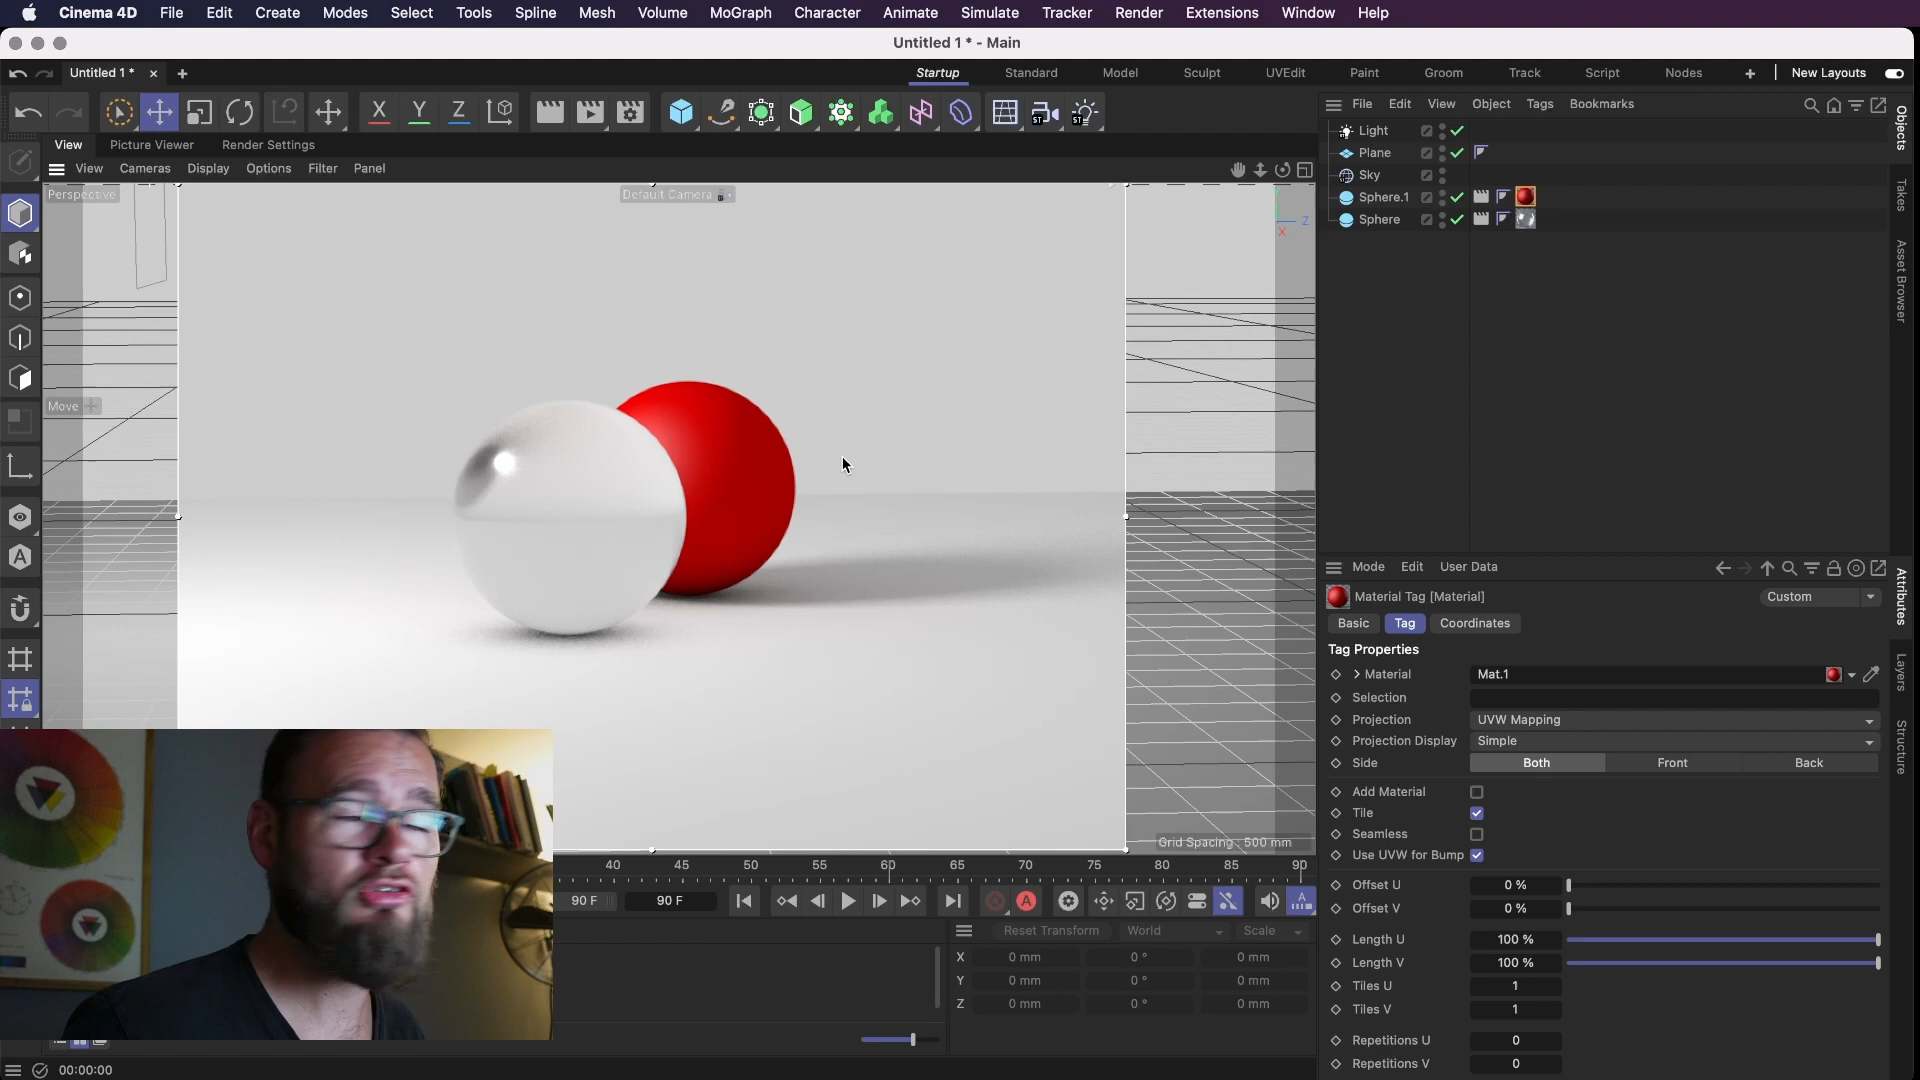 Cinema 4D File Edit Create Modes Select Tools Spline Mesh Volume MoGraph Character Animate Simulate Tracker Render Extensions Window Help
Untitled 1 * - Main
Untitled 1 * × + Startup Standard Model Sculpt UVEdit Paint Groom Track Script Nodes + New Layouts
X Y Z
ST ST
View Picture Viewer Render Settings
View Cameras Display Options Filter Panel
Perspective
Default Camera
Z
X
Move
Grid Spacing : 500 mm
File Edit View Object Tags Bookmarks
Light
Plane
Sky
Sphere.1
Sphere
Objects
Takes
Asset Browser
Mode Edit User Data
Material Tag [Material]
Custom
Basic Tag Coordinates
Tag Properties
Material Mat.1
Selection
Projection UVW Mapping
Projection Display Simple
Side Both Front Back
Add Material
Tile
Seamless
Use UVW for Bump
Offset U 0 %
Offset V 0 %
Length U 100 %
Length V 100 %
Tiles U 1
Tiles V 1
Repetitions U 0
Repetitions V 0
Attributes
Layers
Structure
40 45 50 55 60 65 70 75 80 85 90
90 F 90 F
Reset Transform World Scale
X 0 mm 0 ° 0 mm
Y 0 mm 0 ° 0 mm
Z 0 mm 0 ° 0 mm
00:00:00